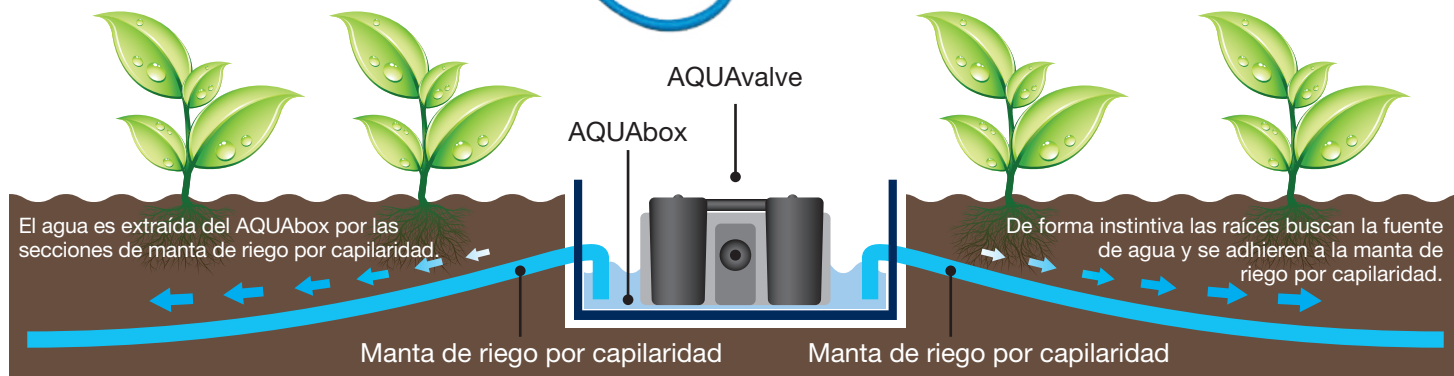 AQUAvalve
AQUAbox
El agua es extraída del AQUAbox por las
secciones de manta de riego por capilaridad.
De forma instintiva las raíces buscan la fuente
de agua y se adhieren a la manta de
riego por capilaridad.
Manta de riego por capilaridad
Manta de riego por capilaridad